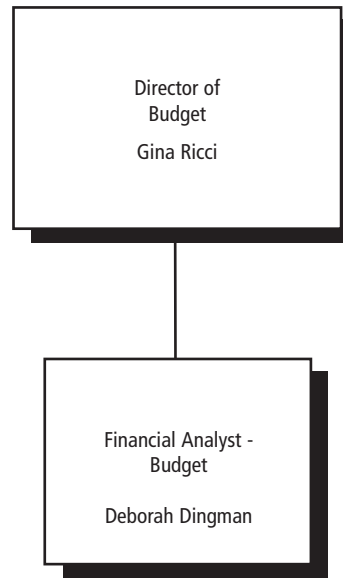 Director of
Budget
Gina Ricci
Financial Analyst -
Budget
Deborah Dingman